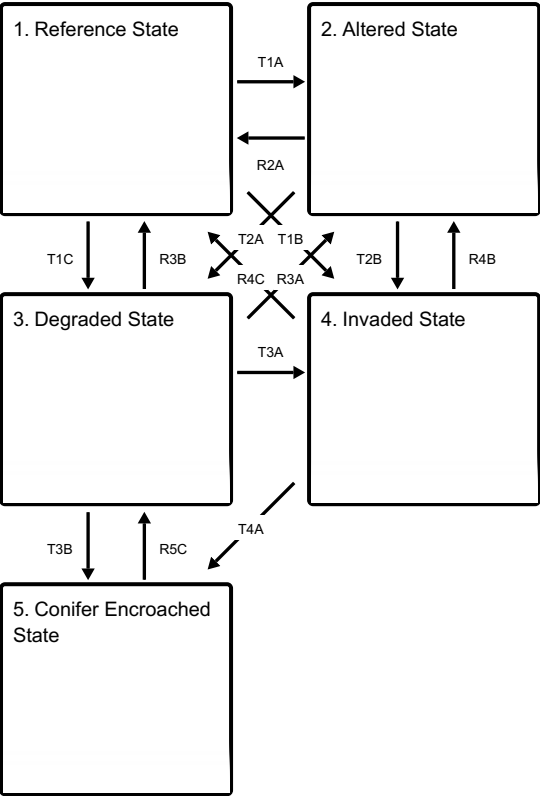 1. Reference State
2. Altered State
T1A
R2A
T2A
T1B
T1C
R3B
T2B
R4B
R4C
R3A
3. Degraded State
4. Invaded State
T3A
T4A
T3B
R5C
5. Conifer Encroached
State